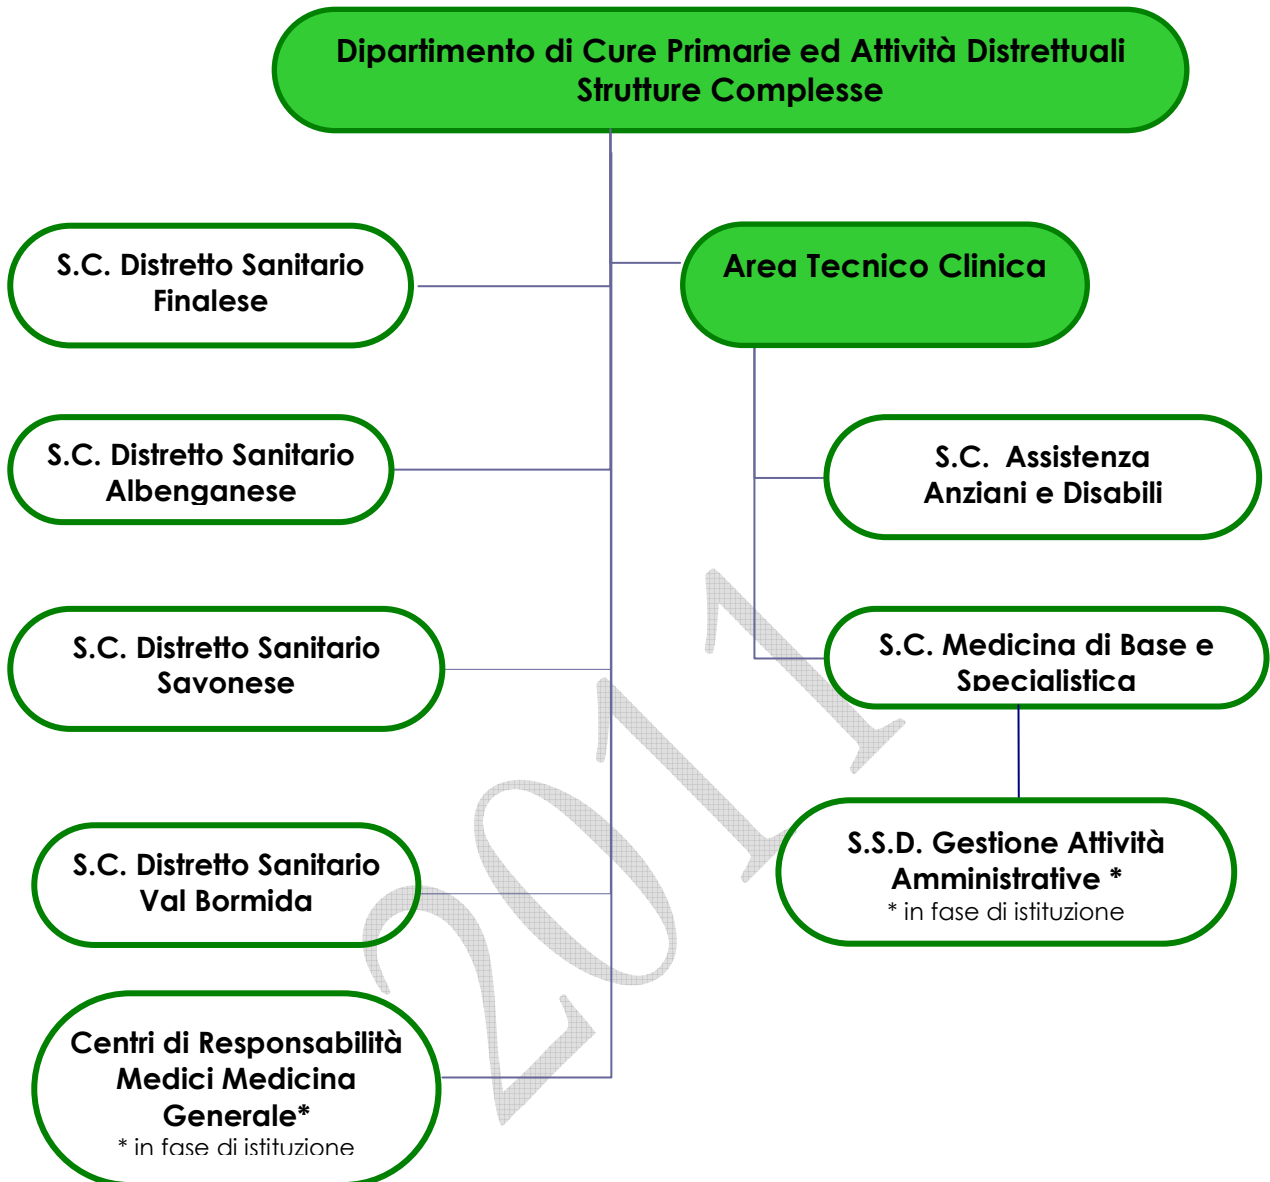 Dipartimento di Cure Primarie ed Attività Distrettuali
Strutture Complesse
S.C. Distretto Sanitario
Finalese
Area Tecnico Clinica
S.C. Distretto Sanitario
Albenganese
S.C. Assistenza
Anziani e Disabili
S.C. Distretto Sanitario
Savonese
S.C. Medicina di Base e
Specialistica
S.C. Distretto Sanitario
Val Bormida
S.S.D. Gestione Attività
Amministrative *
* in fase di istituzione
Centri di Responsabilità
Medici Medicina
Generale*
* in fase di istituzione
2011